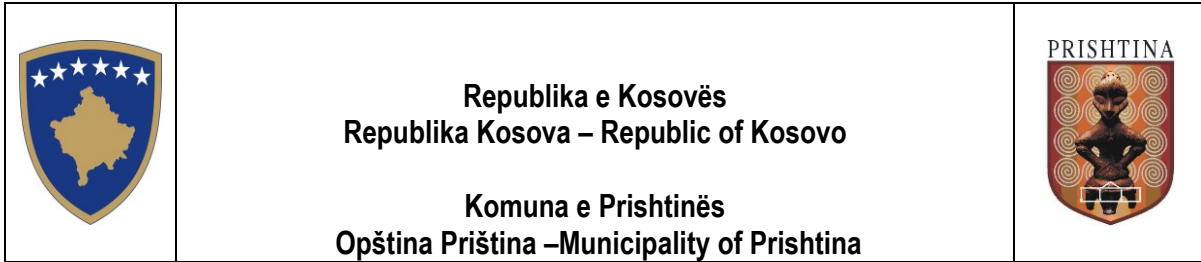 Republika e Kosovës
Republika Kosova – Republic of Kosovo
Komuna e Prishtinës
Opština Priština –Municipality of Prishtina
PRISHTINA